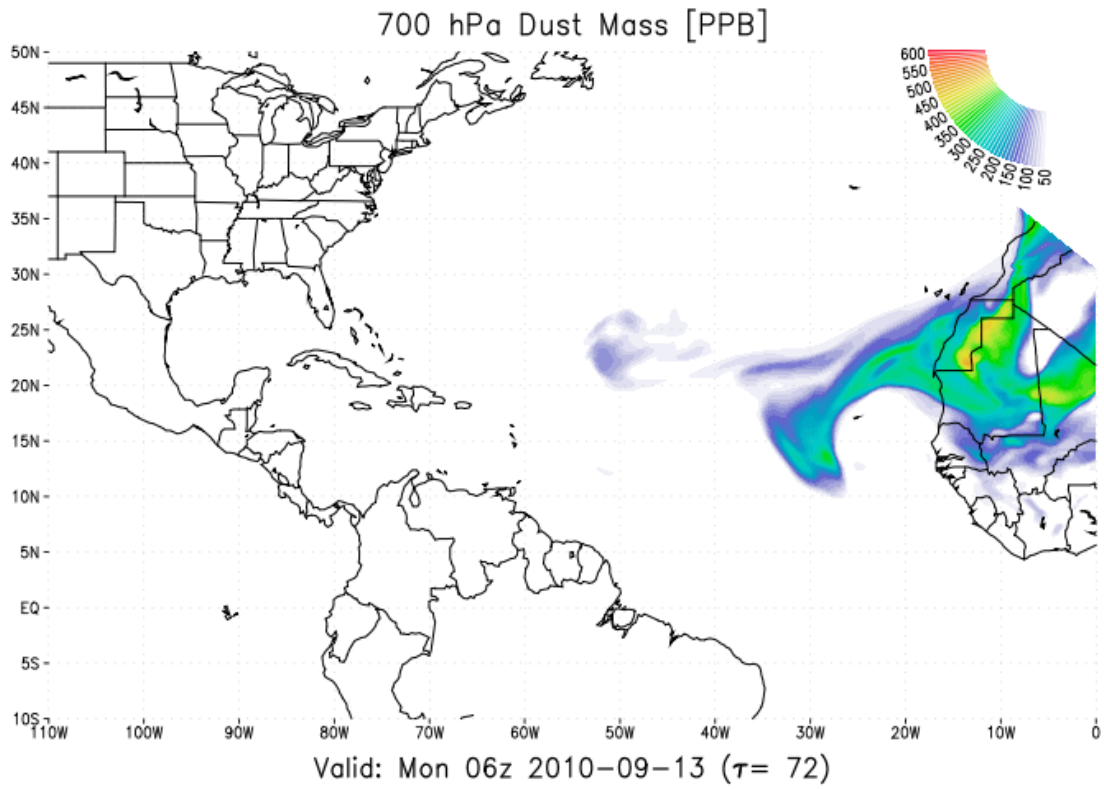 700 hPa Dust Mass [PPB]
50N
45N
40N
35N
30N
25N
20N
15N
10N
5N
EQ
5S
10S
600
550
500
450
400
350
300
250
200
150
100
50
110W 100W 90W 80W 70W 60W 50W 40W 30W 20W 10W 0
Valid: Mon 06z 2010-09-13 (τ= 72)